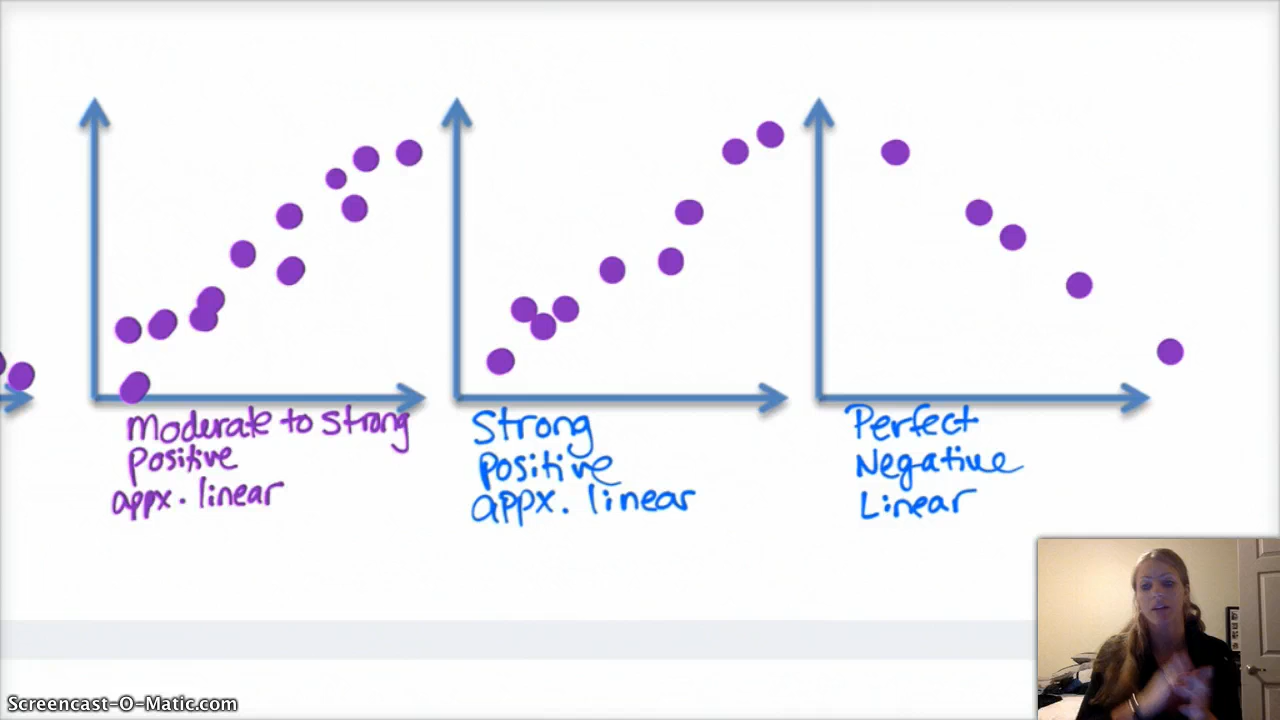 Moderate to strong
positive
appx. linear
Strong
positive
appx. linear
Perfect
Negative
Linear
Screencast-O-Matic.com